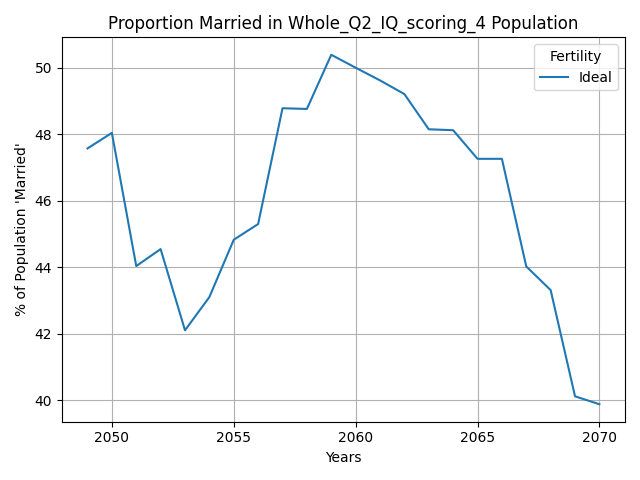 Proportion Married in Whole_Q2_IQ_scoring_4 Population
Fertility
Ideal
% of Population 'Married'
50
48
46
44
42
40
2050 2055 2060 2065 2070
Years